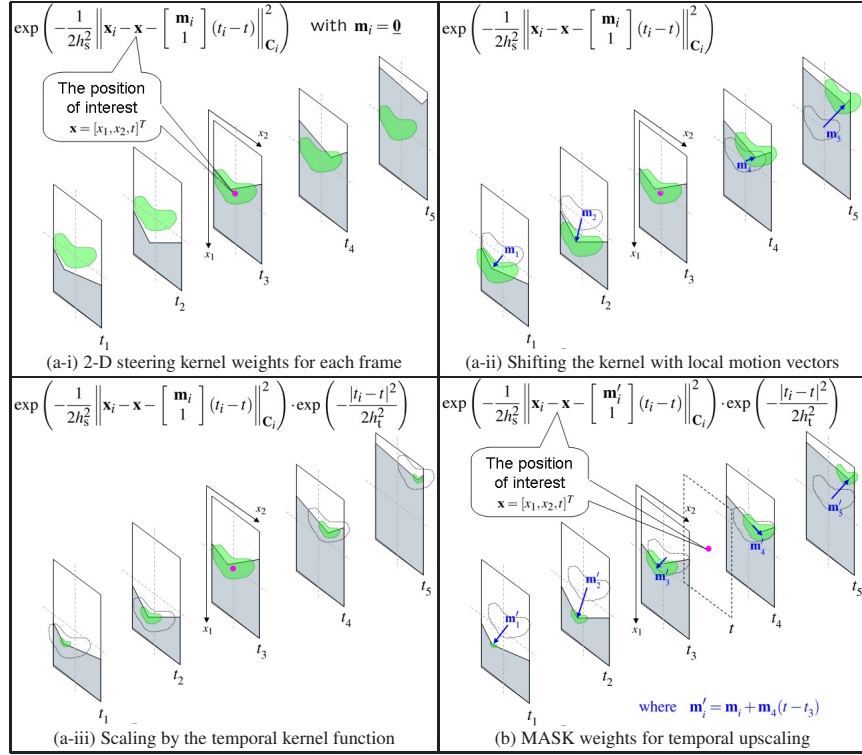 exp ( − 1/2h_s^2 ‖ x_i − x − [ m_i 1 ] (t_i − t) ‖^2_{C_i} ) with m_i = 0
The position
of interest
x = [x_1, x_2, t]^T
x_2
x_1
t_1
t_2
t_3
t_4
t_5
(a-i) 2-D steering kernel weights for each frame
exp ( − 1/2h_s^2 ‖ x_i − x − [ m_i 1 ] (t_i − t) ‖^2_{C_i} )
x_2
m_1
m_2
m_4
m_5
x_1
t_1
t_2
t_3
t_4
t_5
(a-ii) Shifting the kernel with local motion vectors
exp ( − 1/2h_s^2 ‖ x_i − x − [ m_i 1 ] (t_i − t) ‖^2_{C_i} ) · exp ( − |t_i − t|^2/2h_t^2 )
x_2
x_1
t_1
t_2
t_3
t_4
t_5
(a-iii) Scaling by the temporal kernel function
exp ( − 1/2h_s^2 ‖ x_i − x − [ m′_i 1 ] (t_i − t) ‖^2_{C_i} ) · exp ( − |t_i − t|^2/2h_t^2 )
The position
of interest
x = [x_1, x_2, t]^T
x_2
m′_1
m′_2
m′_3
m′_4
m′_5
x_1
t_1
t_2
t_3
t
t_4
t_5
where m′_i = m_i + m_4(t − t_3)
(b) MASK weights for temporal upscaling